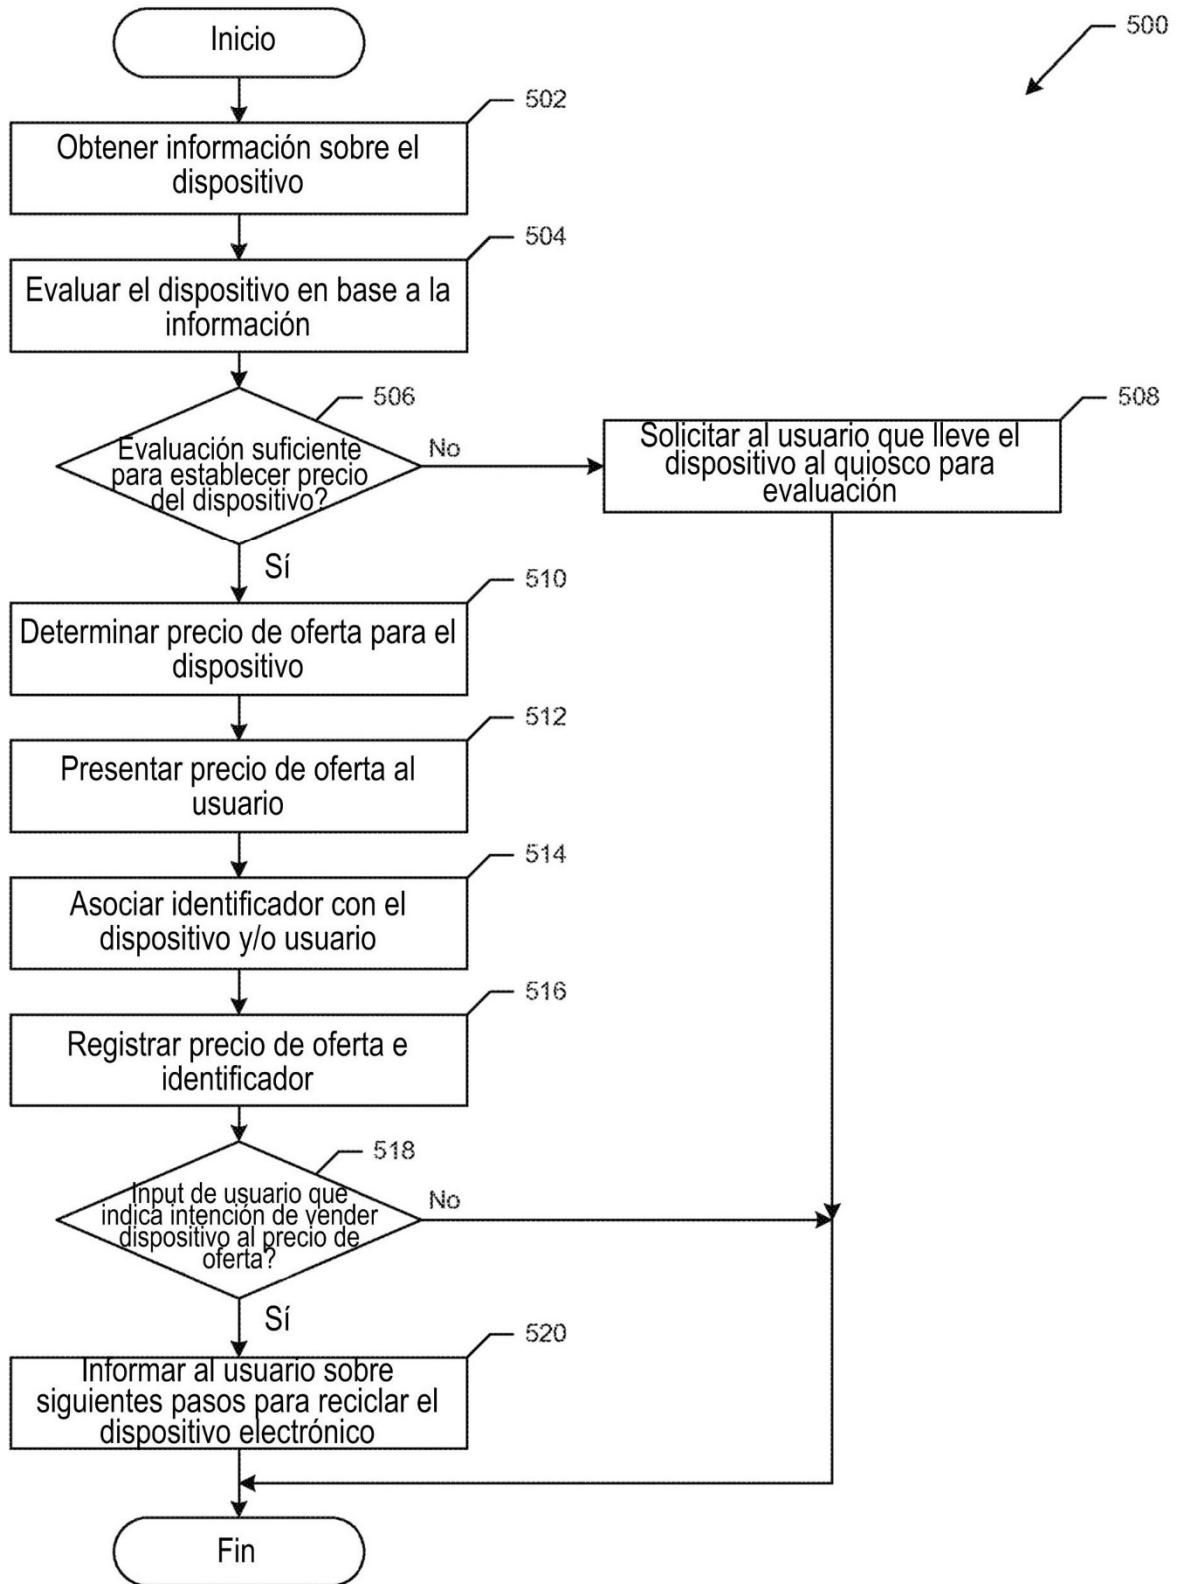 Inicio
500
502
Obtener información sobre el
dispositivo
504
Evaluar el dispositivo en base a la
información
506
Evaluación suficiente
para establecer precio
del dispositivo?
No
508
Solicitar al usuario que lleve el
dispositivo al quiosco para
evaluación
Sí
510
Determinar precio de oferta para el
dispositivo
512
Presentar precio de oferta al
usuario
514
Asociar identificador con el
dispositivo y/o usuario
516
Registrar precio de oferta e
identificador
518
Input de usuario que
indica intención de vender
dispositivo al precio de
oferta?
No
Sí
520
Informar al usuario sobre
siguientes pasos para reciclar el
dispositivo electrónico
Fin